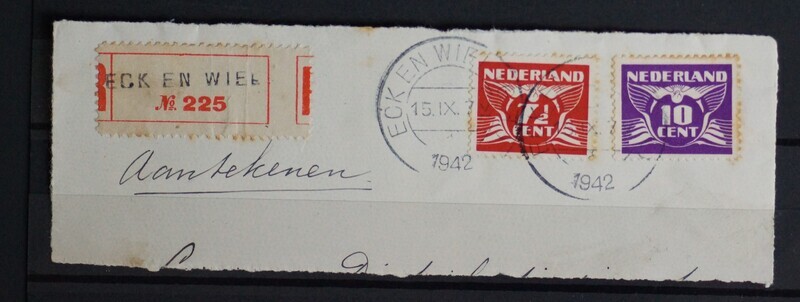 ECK EN WIEL
№ 225
Aantekenen.
ECK EN WIEL
15.IX.
1942
NEDERLAND
7½
CENT
NEDERLAND
10
CENT
1942